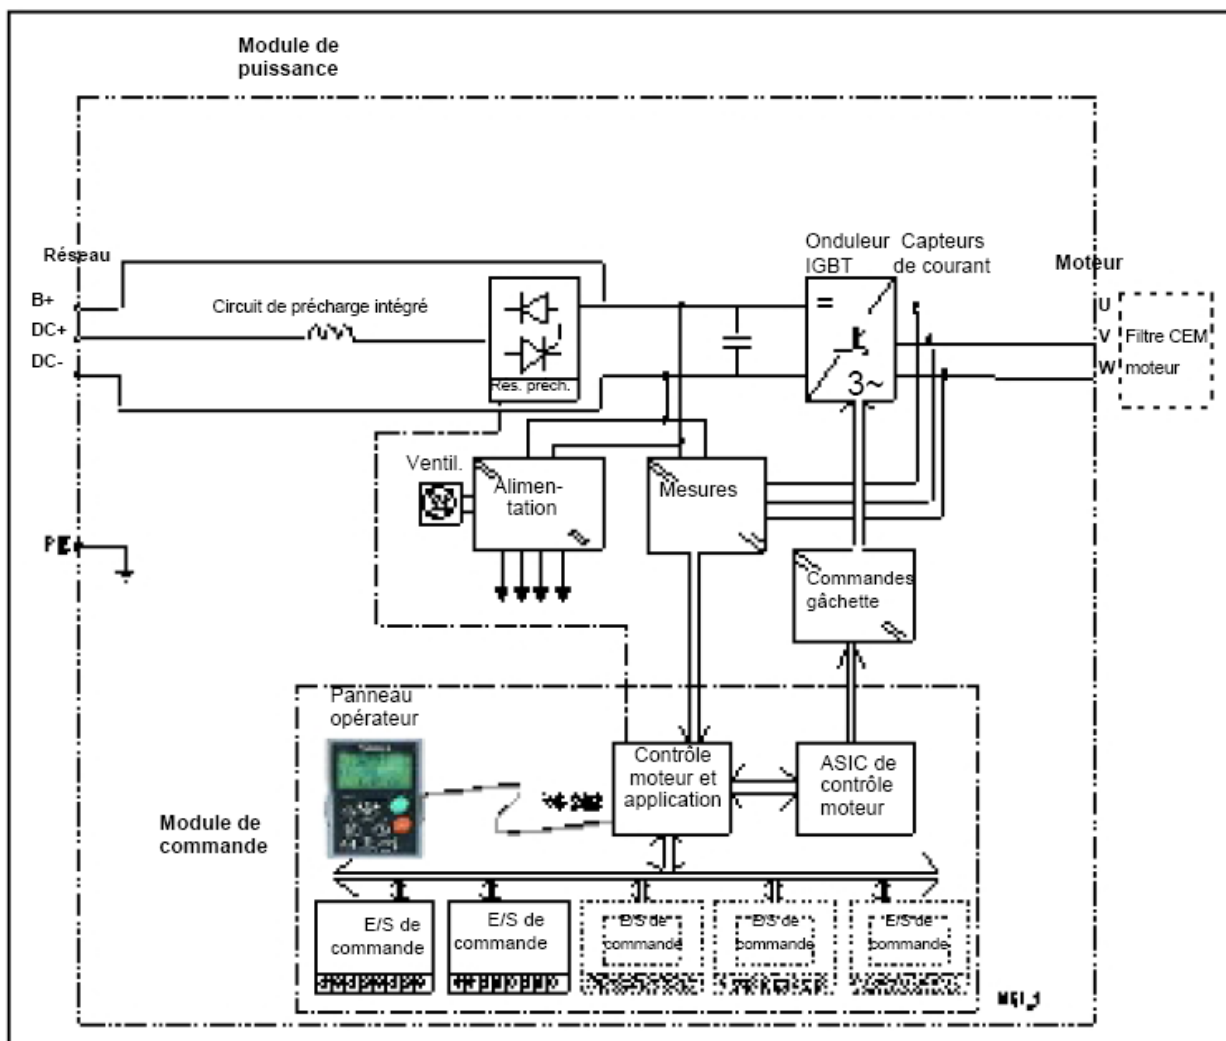 Module de
puissance
Réseau
B+
DC+
DC-
Circuit de précharge intégré
Res. prech.
Onduleur
IGBT
Capteurs
de courant
=
3~
Moteur
U
V
W
Filtre CEM
moteur
Ventil.
Alimen-
tation
Mesures
PE
Commandes
gâchette
Panneau
opérateur
Contrôle
moteur et
application
ASIC de
contrôle
moteur
Module de
commande
E/S de
commande
E/S de
commande
E/S de
commande
E/S de
commande
E/S de
commande